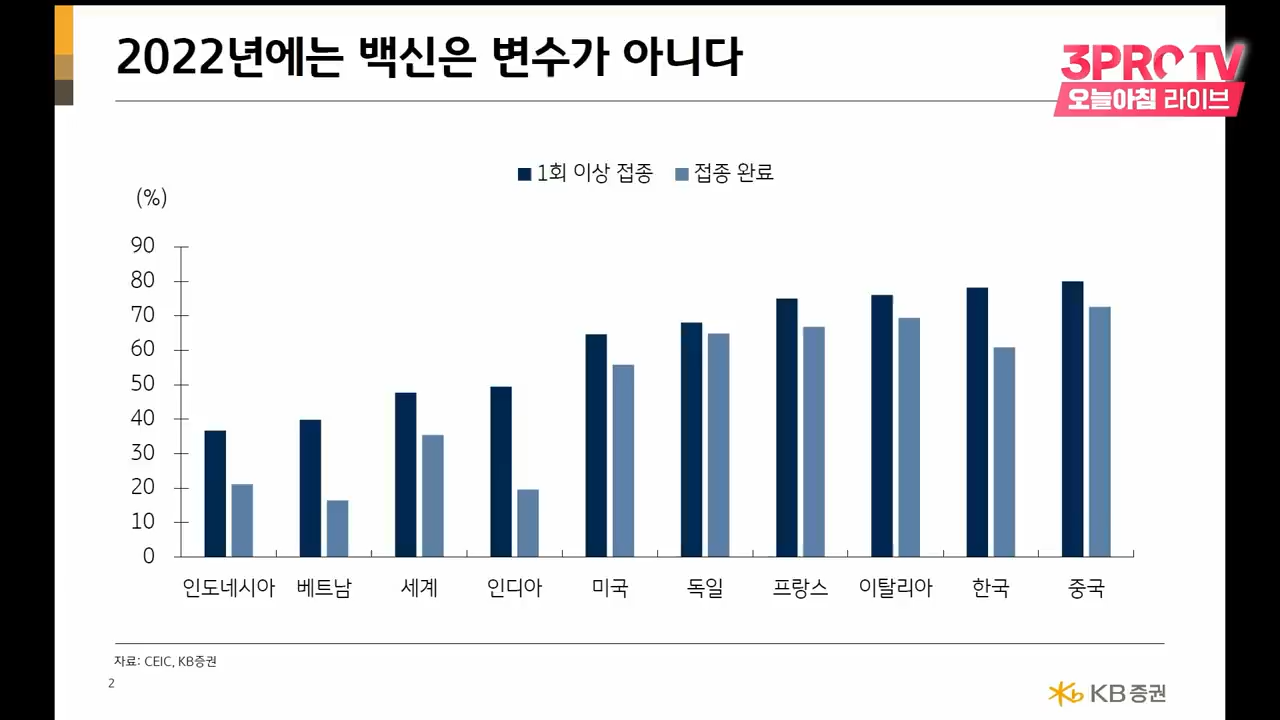 2022년에는 백신은 변수가 아니다
3PRO TV
오늘아침 라이브
1회 이상 접종 접종 완료
(%)
90
80
70
60
50
40
30
20
10
0
인도네시아 베트남 세계 인디아 미국 독일 프랑스 이탈리아 한국 중국
자료: CEIC, KB증권
2
KB증권